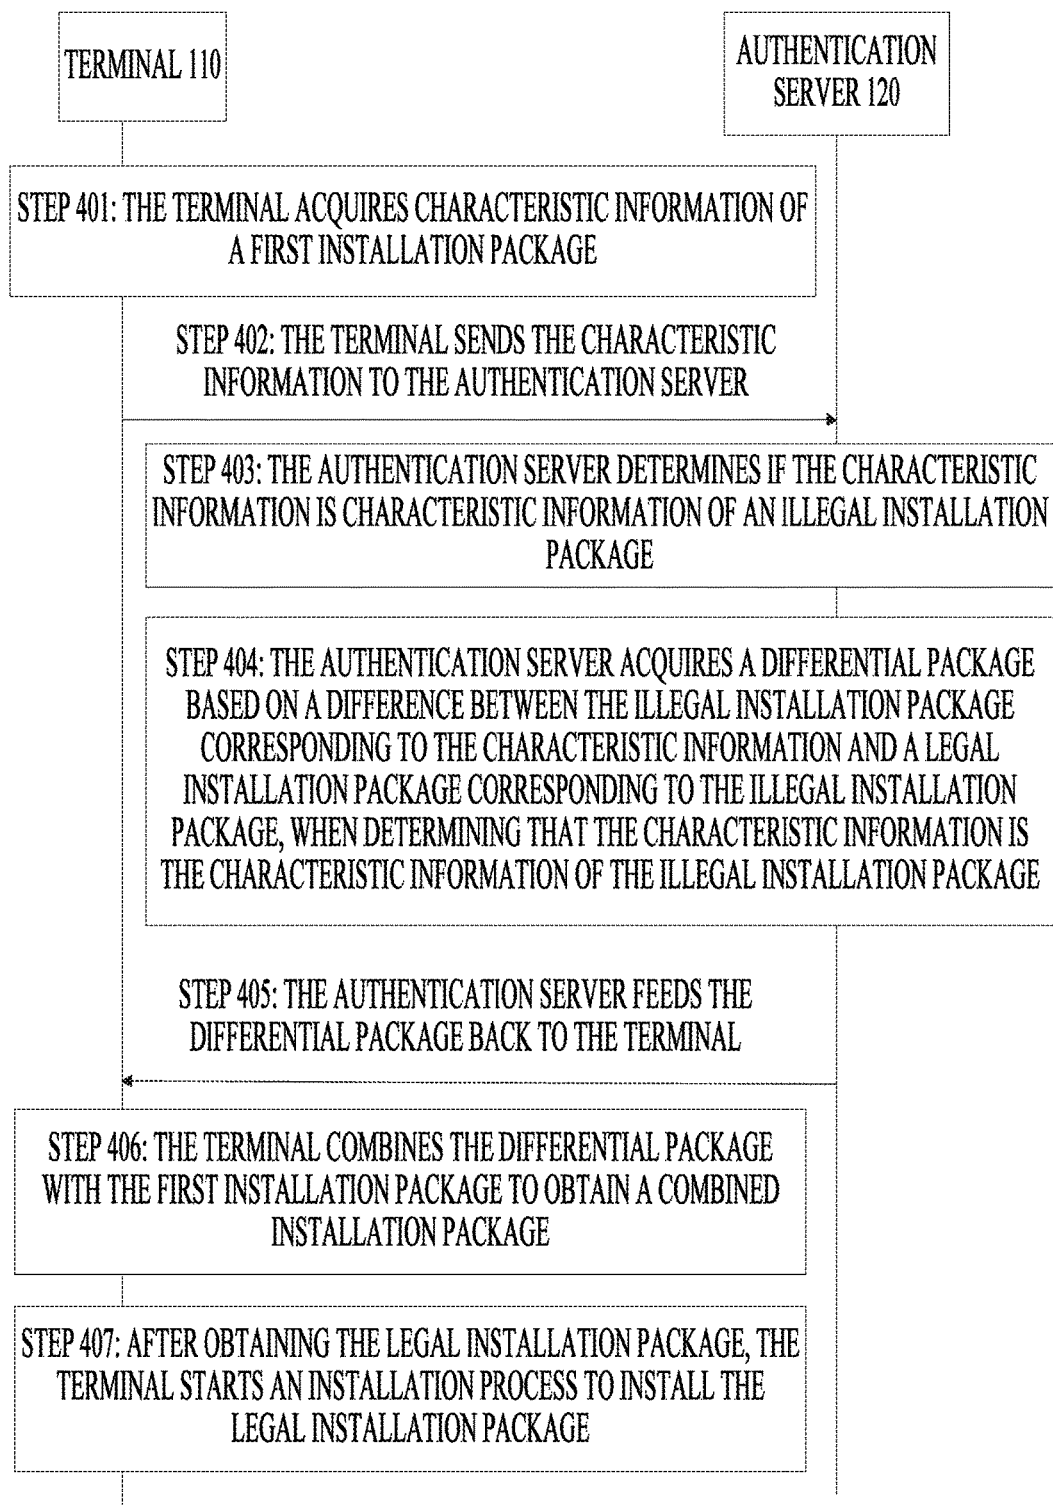 TERMINAL 110
AUTHENTICATION
SERVER 120
STEP 401: THE TERMINAL ACQUIRES CHARACTERISTIC INFORMATION OF
A FIRST INSTALLATION PACKAGE
STEP 402: THE TERMINAL SENDS THE CHARACTERISTIC
INFORMATION TO THE AUTHENTICATION SERVER
STEP 403: THE AUTHENTICATION SERVER DETERMINES IF THE CHARACTERISTIC
INFORMATION IS CHARACTERISTIC INFORMATION OF AN ILLEGAL INSTALLATION
PACKAGE
STEP 404: THE AUTHENTICATION SERVER ACQUIRES A DIFFERENTIAL PACKAGE
BASED ON A DIFFERENCE BETWEEN THE ILLEGAL INSTALLATION PACKAGE
CORRESPONDING TO THE CHARACTERISTIC INFORMATION AND A LEGAL
INSTALLATION PACKAGE CORRESPONDING TO THE ILLEGAL INSTALLATION
PACKAGE, WHEN DETERMINING THAT THE CHARACTERISTIC INFORMATION IS
THE CHARACTERISTIC INFORMATION OF THE ILLEGAL INSTALLATION PACKAGE
STEP 405: THE AUTHENTICATION SERVER FEEDS THE
DIFFERENTIAL PACKAGE BACK TO THE TERMINAL
STEP 406: THE TERMINAL COMBINES THE DIFFERENTIAL PACKAGE
WITH THE FIRST INSTALLATION PACKAGE TO OBTAIN A COMBINED
INSTALLATION PACKAGE
STEP 407: AFTER OBTAINING THE LEGAL INSTALLATION PACKAGE, THE
TERMINAL STARTS AN INSTALLATION PROCESS TO INSTALL THE
LEGAL INSTALLATION PACKAGE